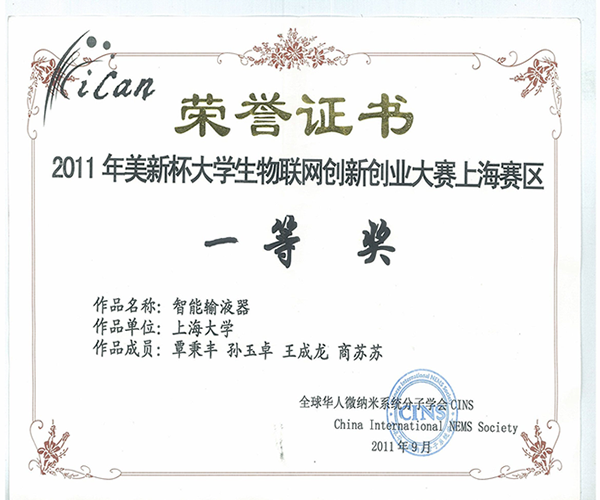 iCan
荣誉证书
2011年美新杯大学生物联网创新创业大赛上海赛区
一等奖
作品名称：智能输液器
作品单位：上海大学
作品成员：覃秉丰 孙玉卓 王成龙 商苏苏
全球华人微纳米系统分子学会CINS
China International NEMS Society
2011年9月
CINS